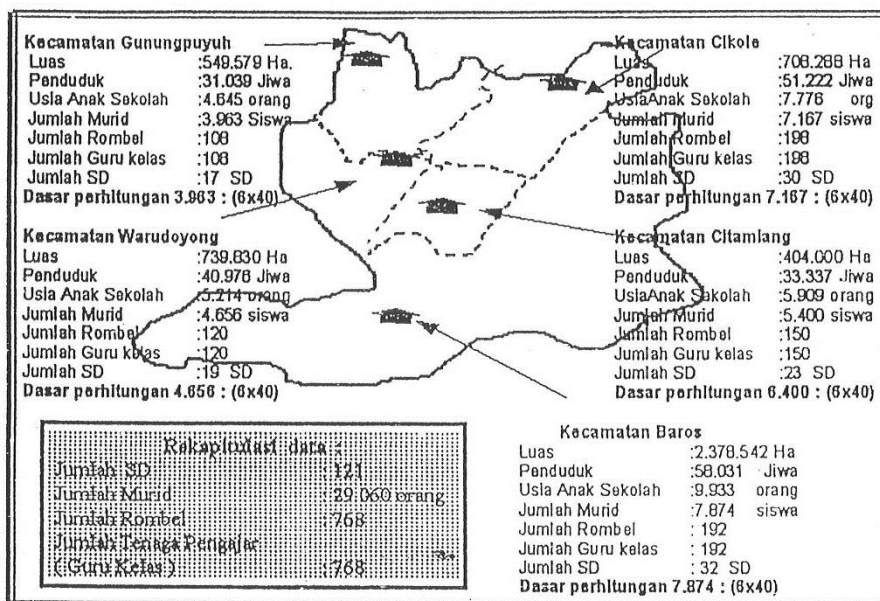 Kecamatan Gunungpuyuh
Luas :549.579 Ha.
Penduduk :31.039 Jiwa
Usia Anak Sekolah :4.645 orang
Jumlah Murid :3.963 Siswa
Jumlah Rombel :108
Jumlah Guru kelas :108
Jumlah SD :17 SD
Dasar perhitungan 3.963 : (6x40)
Kecamatan Cikole
Luas :708.288 Ha
Penduduk :51.222 Jiwa
UsiaAnak Sekolah :7.776 org
Jumlah Murid :7.167 siswa
Jumlah Rombel :198
Jumlah Guru kelas :198
Jumlah SD :30 SD
Dasar perhitungan 7.167 : (6x40)
Kecamatan Warudoyong
Luas :739.830 Ha
Penduduk :40.976 Jiwa
Usia Anak Sekolah :5.214 orang
Jumlah Murid :4.656 siswa
Jumlah Rombel :120
Jumlah Guru kelas :120
Jumlah SD :19 SD
Dasar perhitungan 4.656 : (6x40)
Kecamatan Citamiang
Luas :404.000 Ha
Penduduk :33.337 Jiwa
UsiaAnak Sekolah :5.909 orang
Jumlah Murid :5.400 siswa
Jumlah Rombel :150
Jumlah Guru kelas :150
Jumlah SD :23 SD
Dasar perhitungan 6.400 : (6x40)
Rekapitulasi data :
Jumlah SD :121
Jumlah Murid :29.060 orang
Jumlah Rombel :768
Jumlah Tenaga Pengajar
( Guru Kelas ) :768
Kecamatan Baros
Luas :2.378.542 Ha
Penduduk :58.031 Jiwa
Usia Anak Sekolah :9.933 orang
Jumlah Murid :7.874 siswa
Jumlah Rombel : 192
Jumlah Guru kelas : 192
Jumlah SD : 32 SD
Dasar perhitungan 7.874 : (6x40)